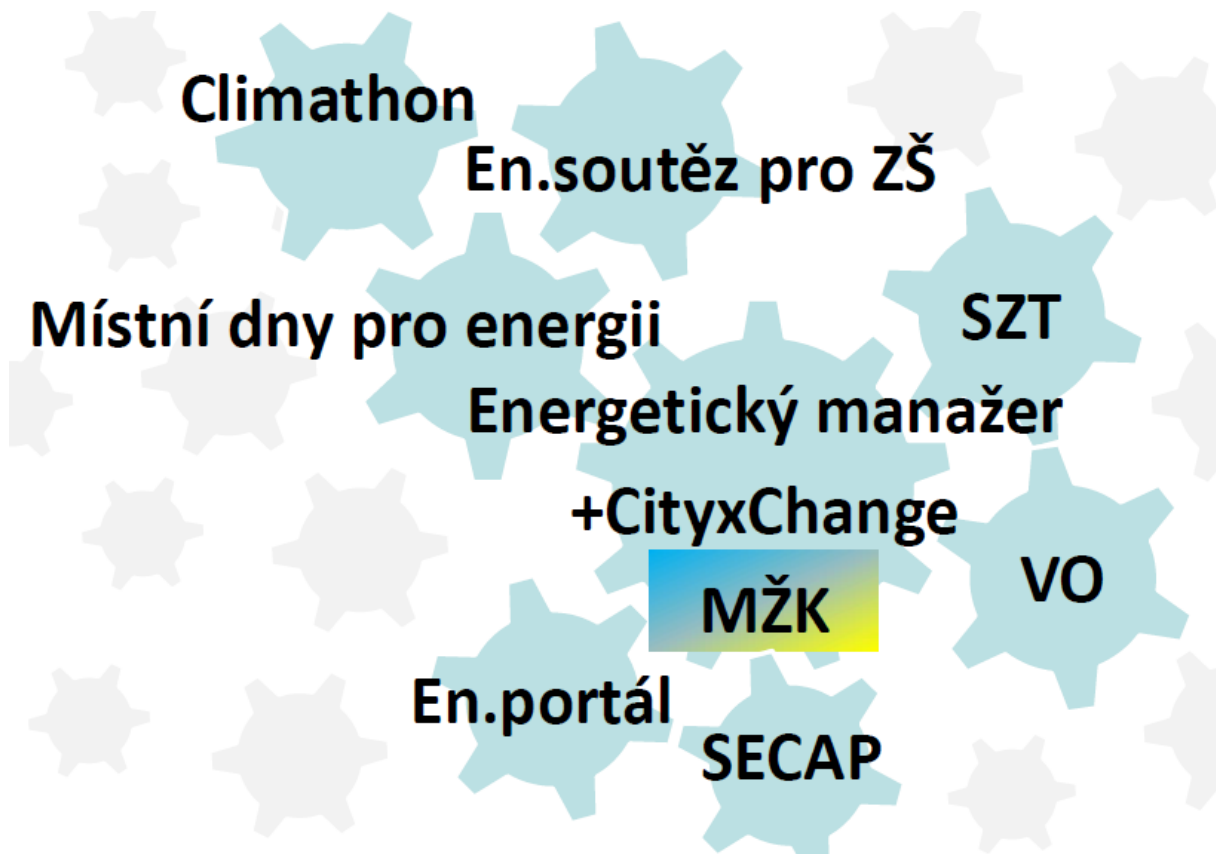 Climathon
En.soutěz pro ZŠ
Místní dny pro energii
SZT
Energetický manažer
+CityxChange
VO
MŽK
En.portál
SECAP